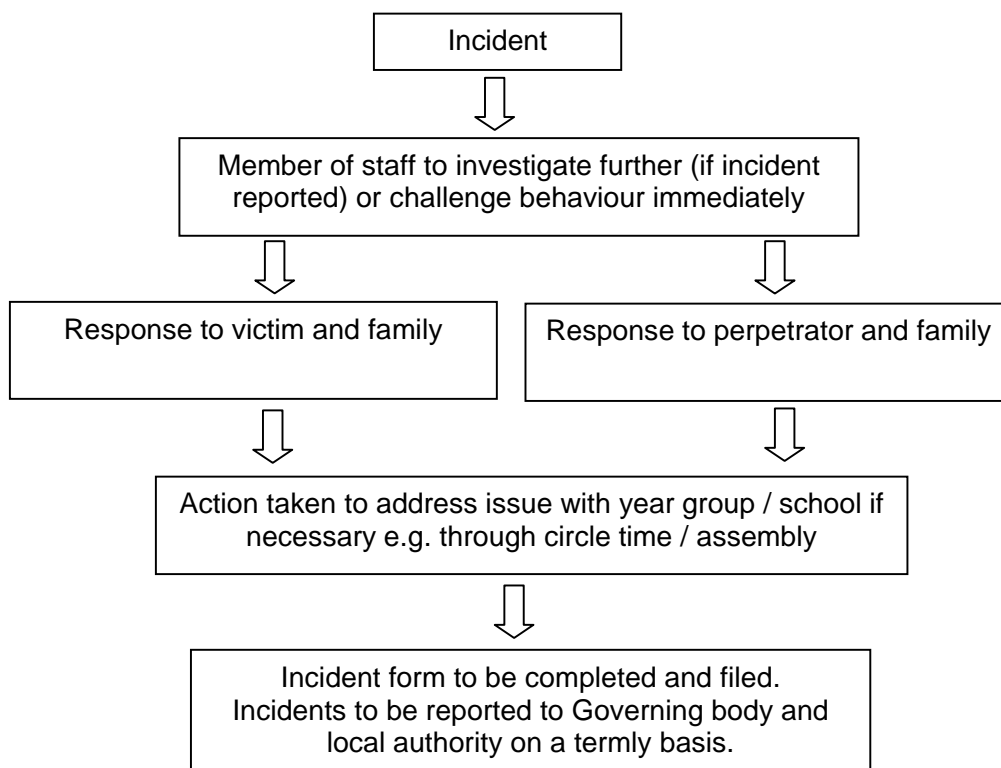 Incident
Member of staff to investigate further (if incident
reported) or challenge behaviour immediately
Response to victim and family
Response to perpetrator and family
Action taken to address issue with year group / school if
necessary e.g. through circle time / assembly
Incident form to be completed and filed.
Incidents to be reported to Governing body and
local authority on a termly basis.